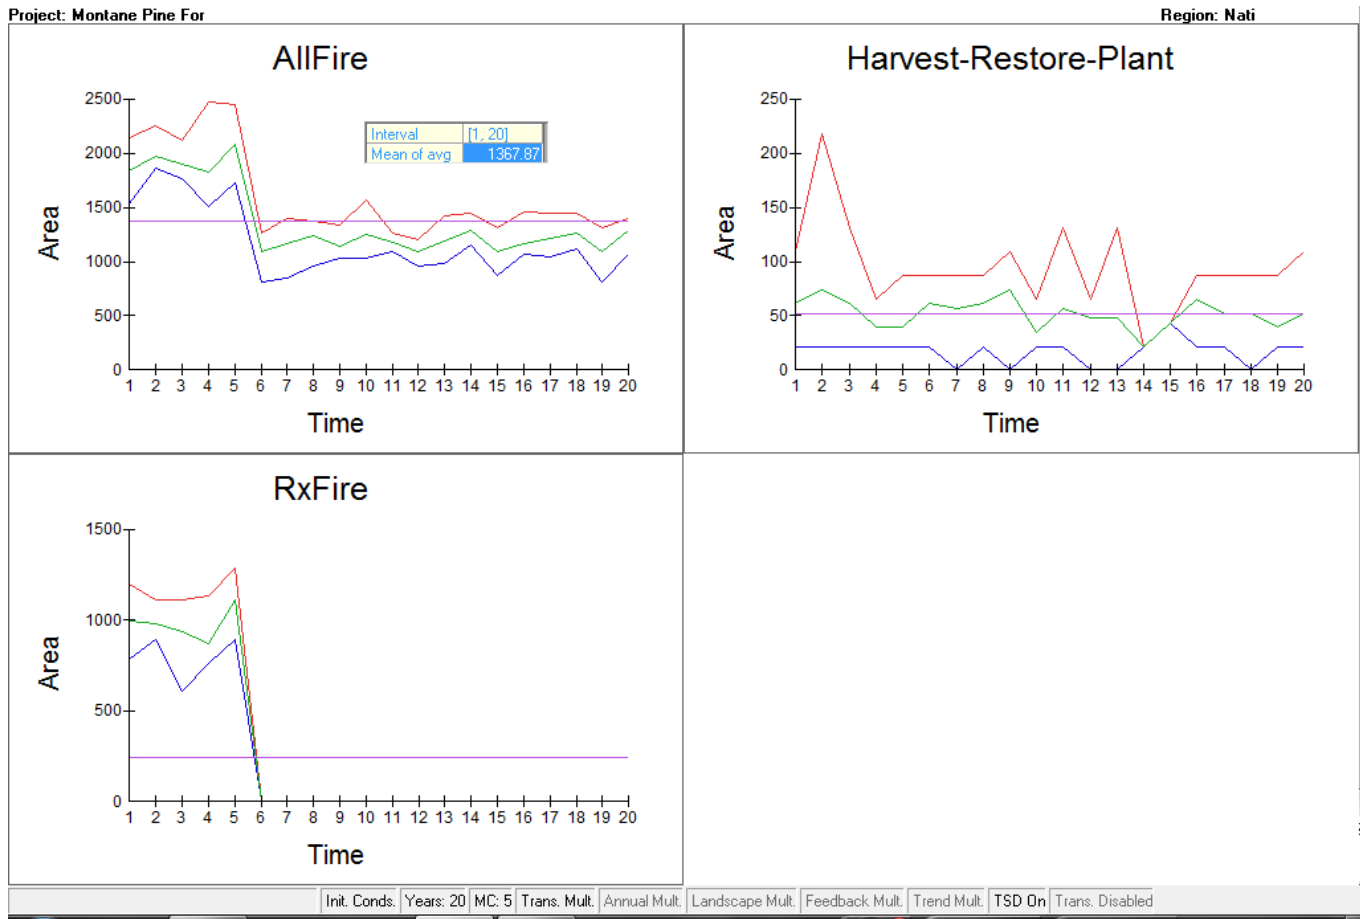 Project: Montane Pine For
Region: Nati
AllFire
2500
2000
1500
1000
500
0
Area
Interval [1, 20]
Mean of avg 1367.87
1 2 3 4 5 6 7 8 9 10 11 12 13 14 15 16 17 18 19 20
Time
Harvest-Restore-Plant
250
200
150
100
50
0
Area
1 2 3 4 5 6 7 8 9 10 11 12 13 14 15 16 17 18 19 20
Time
RxFire
1500
1000
500
0
Area
1 2 3 4 5 6 7 8 9 10 11 12 13 14 15 16 17 18 19 20
Time
Init. Conds. Years: 20 MC: 5 Trans. Mult. Annual Mult. Landscape Mult. Feedback Mult. Trend Mult. TSD On Trans. Disabled